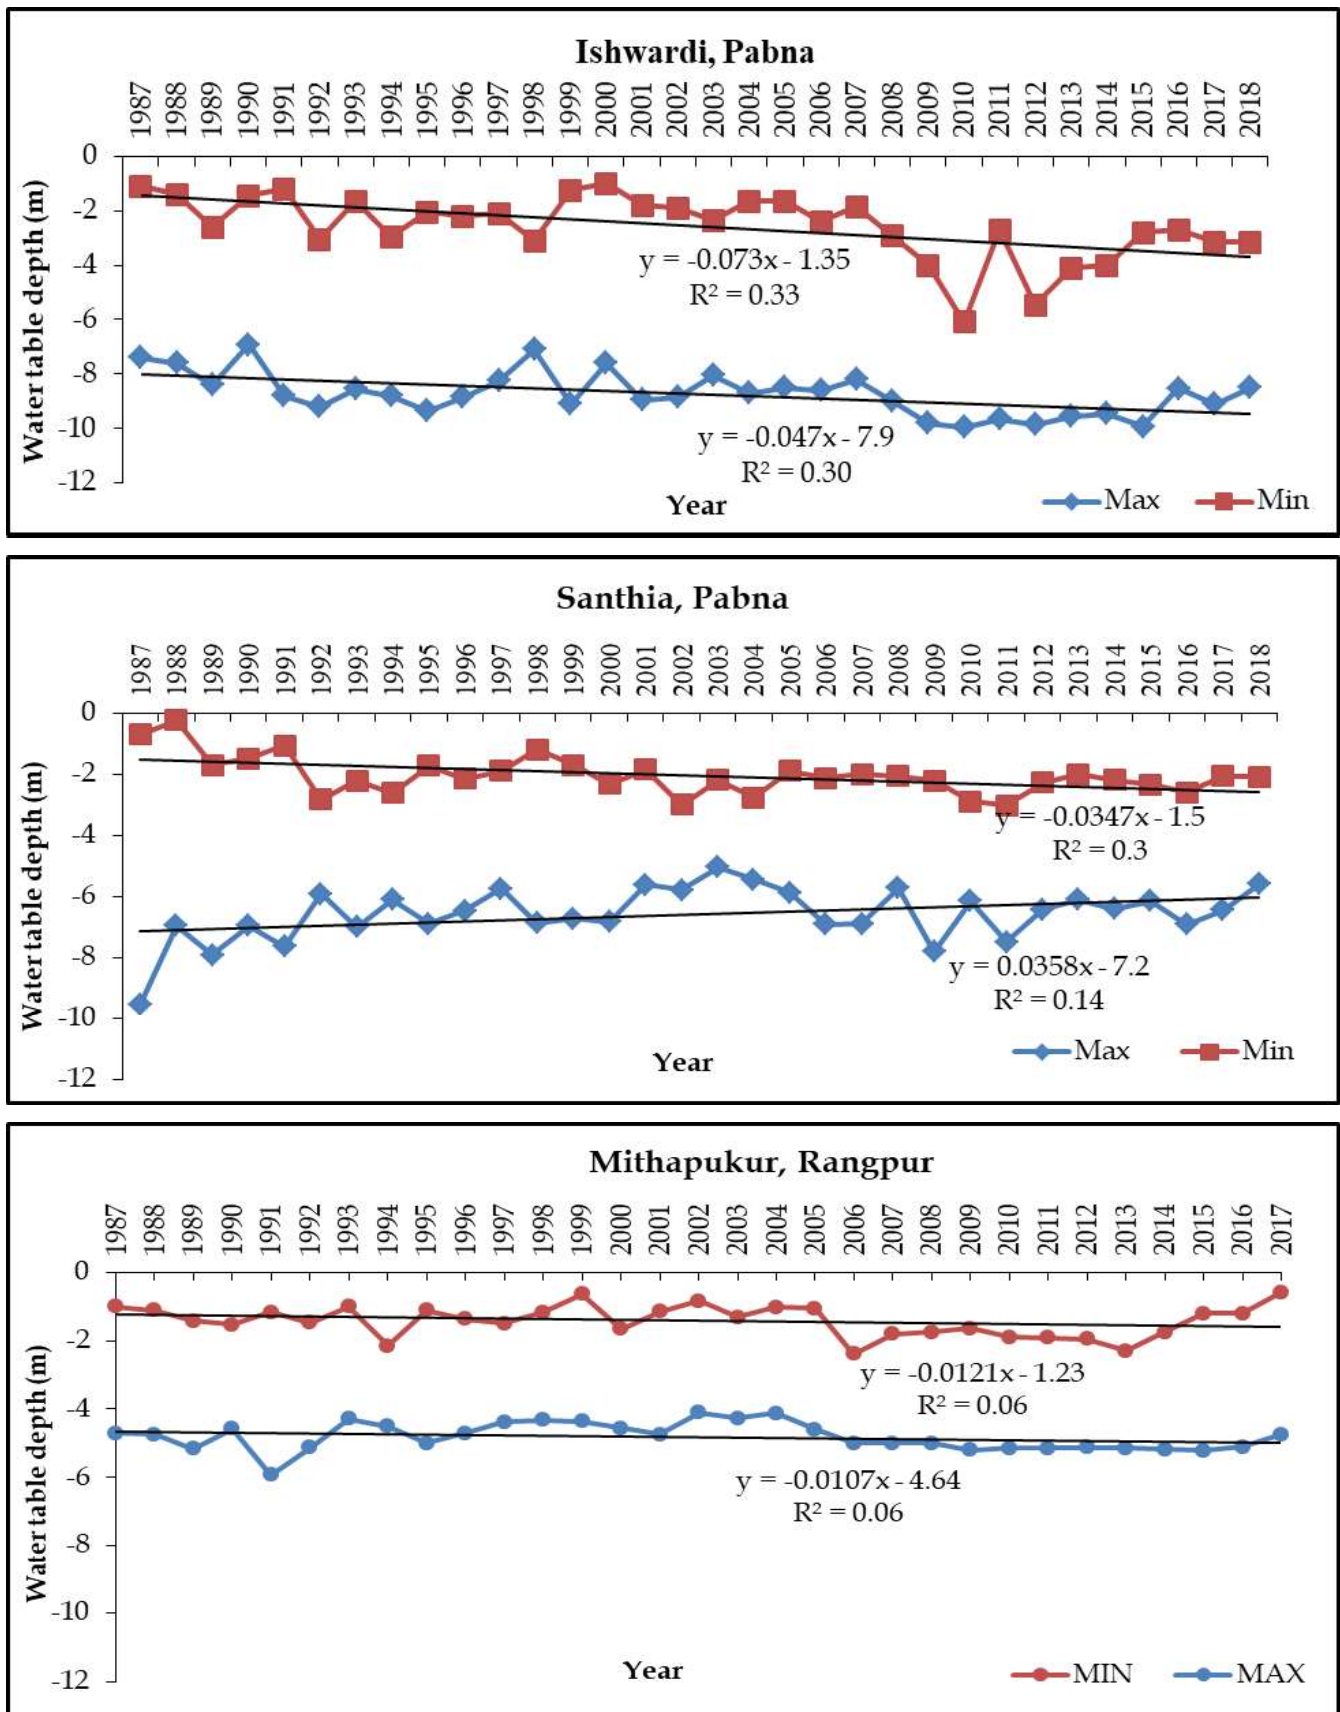 Ishwardi, Pabna
1987 1988 1989 1990 1991 1992 1993 1994 1995 1996 1997 1998 1999 2000 2001 2002 2003 2004 2005 2006 2007 2008 2009 2010 2011 2012 2013 2014 2015 2016 2017 2018
Water table depth (m)
0
-2
-4
-6
-8
-10
-12
y = -0.073x - 1.35
R² = 0.33
y = -0.047x - 7.9
R² = 0.30
Year
Max Min
Santhia, Pabna
1987 1988 1989 1990 1991 1992 1993 1994 1995 1996 1997 1998 1999 2000 2001 2002 2003 2004 2005 2006 2007 2008 2009 2010 2011 2012 2013 2014 2015 2016 2017 2018
Water table depth (m)
0
-2
-4
-6
-8
-10
-12
y = -0.0347x - 1.5
R² = 0.3
y = 0.0358x - 7.2
R² = 0.14
Year
Max Min
Mithapukur, Rangpur
1987 1988 1989 1990 1991 1992 1993 1994 1995 1996 1997 1998 1999 2000 2001 2002 2003 2004 2005 2006 2007 2008 2009 2010 2011 2012 2013 2014 2015 2016 2017
Water table depth (m)
0
-2
-4
-6
-8
-10
-12
y = -0.0121x - 1.23
R² = 0.06
y = -0.0107x - 4.64
R² = 0.06
Year
MIN MAX